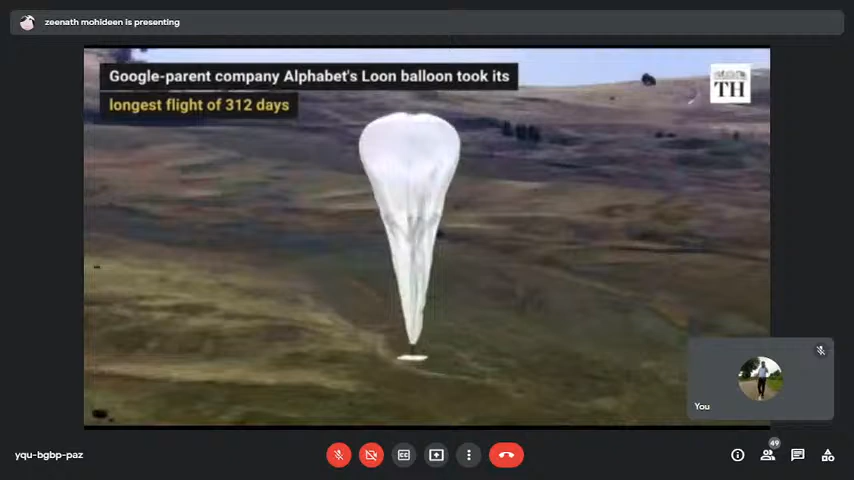 zeenath mohideen is presenting
Google-parent company Alphabet's Loon balloon took its
longest flight of 312 days
TH
You
49
yqu-bgbp-paz